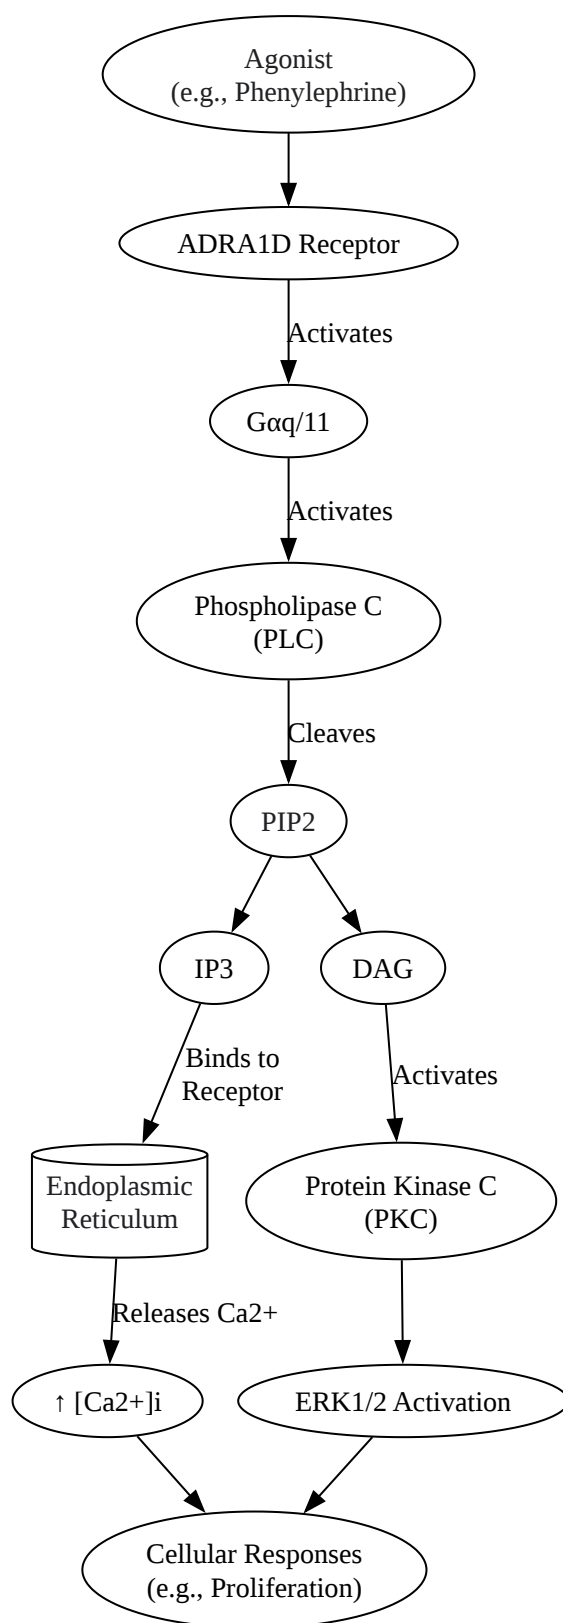 Agonist
(e.g., Phenylephrine)
ADRA1D Receptor
Activates
Gαq/11
Activates
Phospholipase C
(PLC)
Cleaves
PIP2
IP3
DAG
Binds to
Receptor
Activates
Endoplasmic
Reticulum
Protein Kinase C
(PKC)
Releases Ca2+
↑ [Ca2+]i
ERK1/2 Activation
Cellular Responses
(e.g., Proliferation)